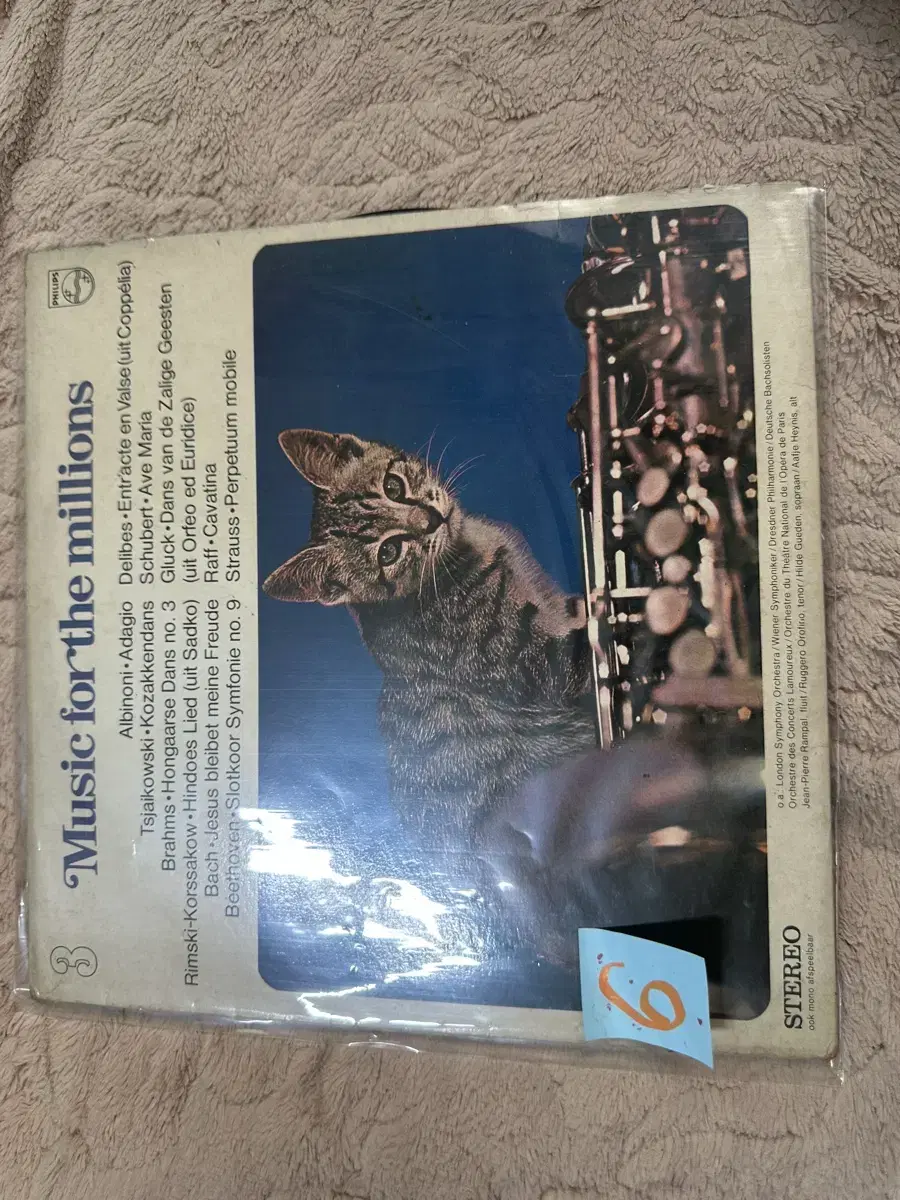 3
Music for the millions
PHILIPS
Albinoni • Adagio
Tsjaikowski • Kozakkendans
Brahms • Hongaarse Dans no. 3
Rimski-Korssakow • Hindoes Lied (uit Sadko)
Bach • Jesus bleibet meine Freude
Beethoven • Slotkoor Symfonie no. 9
Delibes • Entr'acte en Valse (uit Coppélia)
Schubert • Ave Maria
Gluck • Dans van de Zalige Geesten
(uit Orfeo ed Euridice)
Raff • Cavatina
Strauss • Perpetuum mobile
9
STEREO
ook mono afspeelbaar
o.a.: London Symphony Orchestra / Wiener Symphoniker / Dresdner Philharmonie / Deutsche Bachsolisten
Orchestre des Concerts Lamoureux / Orchestre du Théâtre National de l'Opéra de Paris
Jean-Pierre Rampal, fluit / Ruggero Orofino, tenor / Hilde Gueden, sopraan / Aafje Heynis, alt